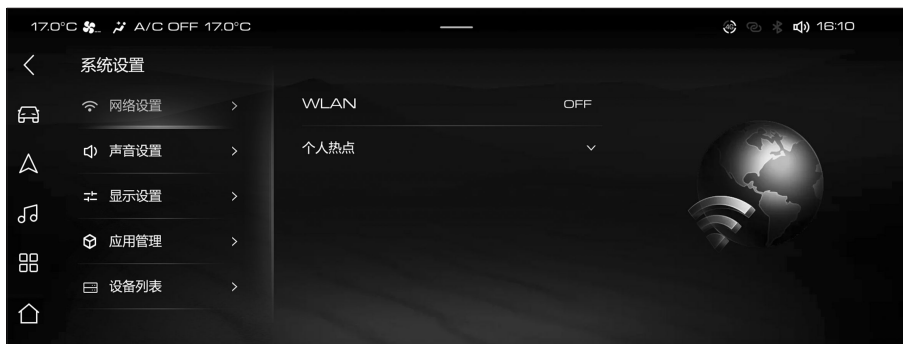 17.0°C A/C OFF 17.0°C
4G 16:10
系统设置
网络设置
WLAN OFF
声音设置
个人热点
显示设置
应用管理
设备列表